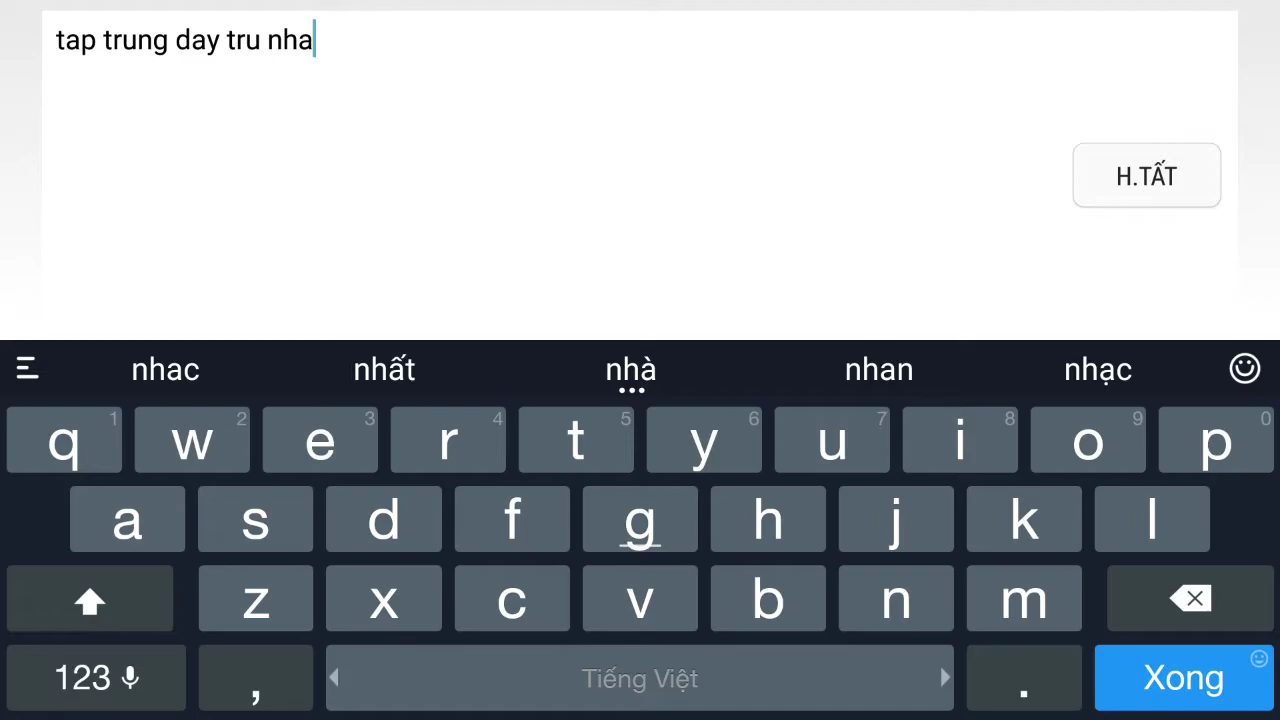 tap trung day tru nha
H.TẤT
nhac nhất nhà nhan nhạc
q 1 w 2 e 3 r 4 t 5 y 6 u 7 i 8 o 9 p 0
a s d f g h j k l
z x c v b n m
123 , Tiếng Việt . Xong